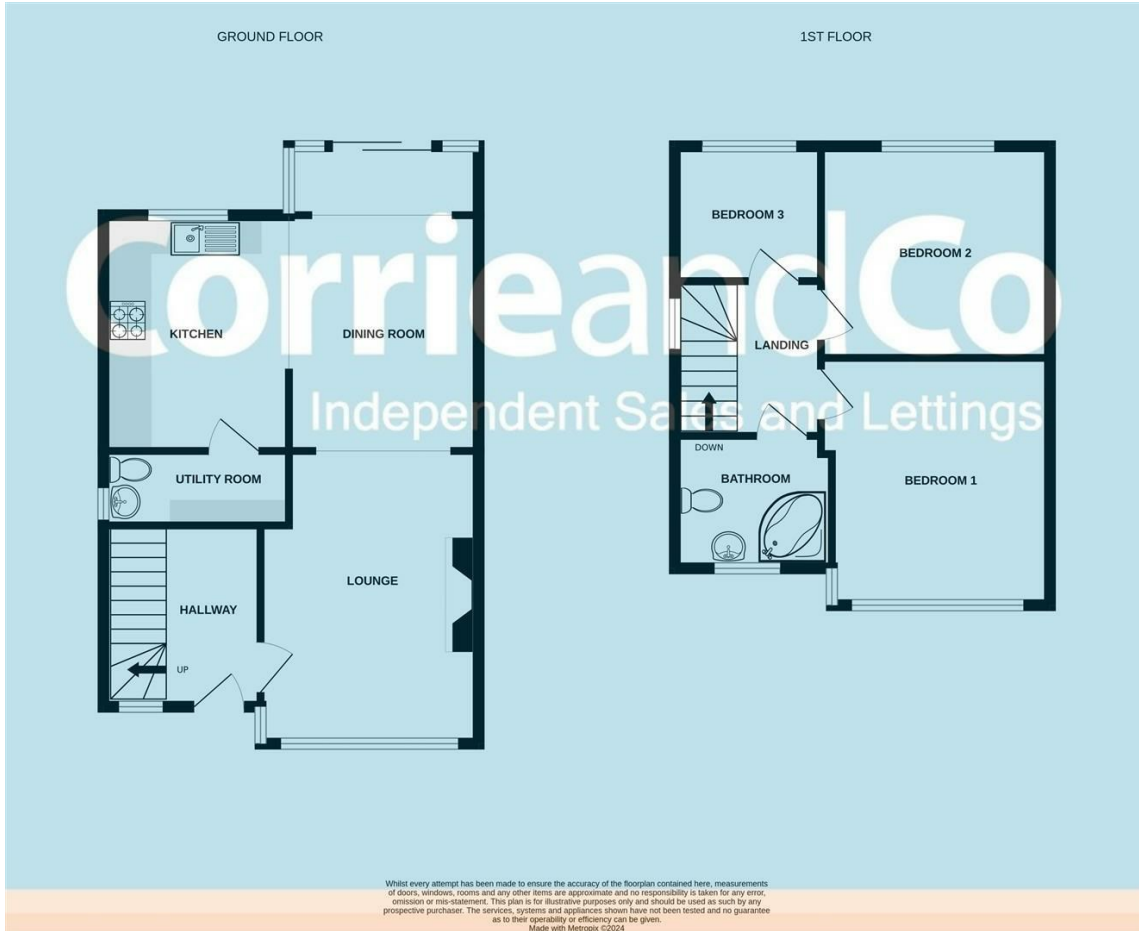 GROUND FLOOR
1ST FLOOR
CorrieandCo
Independent Sales and Lettings
KITCHEN
DINING ROOM
UTILITY ROOM
LOUNGE
HALLWAY
UP
BEDROOM 3
BEDROOM 2
LANDING
DOWN
BATHROOM
BEDROOM 1
Whilst every attempt has been made to ensure the accuracy of the floorplan contained here, measurements
of doors, windows, rooms and any other items are approximate and no responsibility is taken for any error,
omission or mis-statement. This plan is for illustrative purposes only and should be used as such by any
prospective purchaser. The services, systems and appliances shown have not been tested and no guarantee
as to their operability or efficiency can be given.
Made with Metropix ©2024